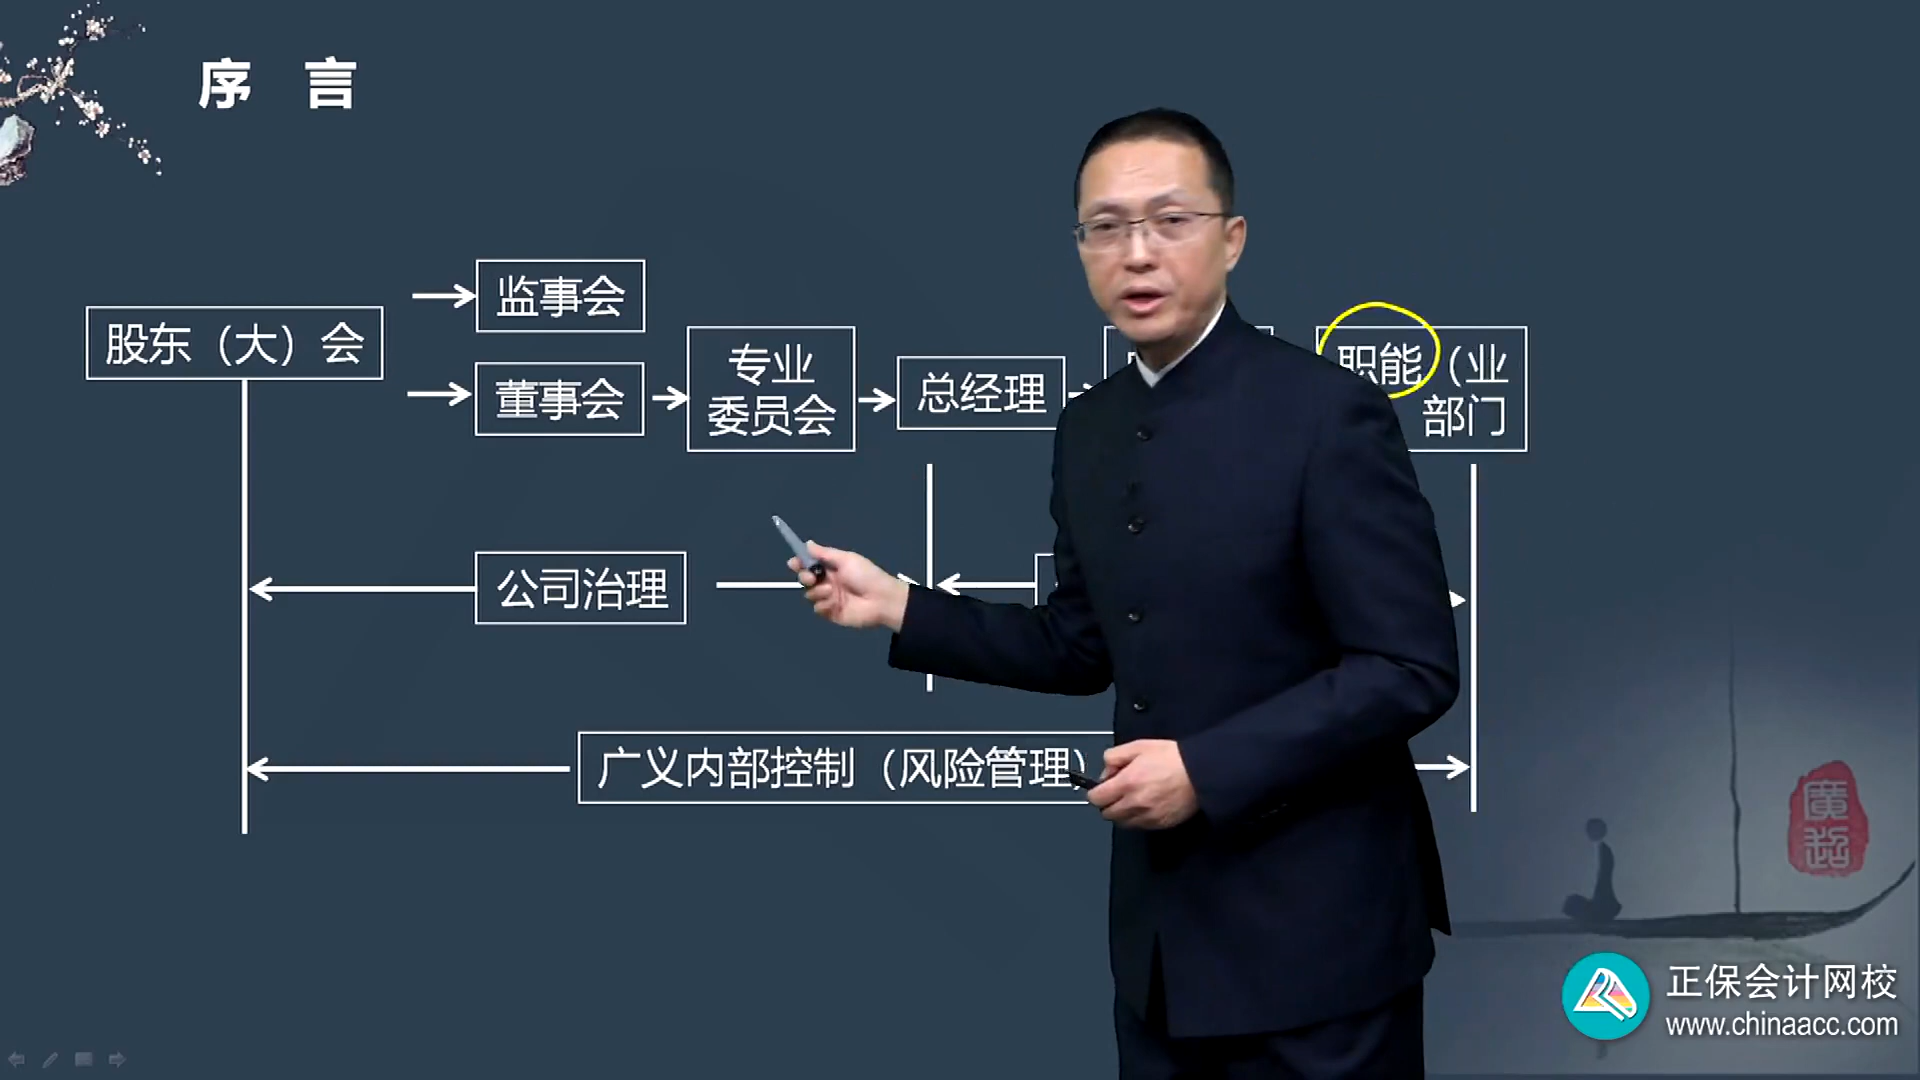 序 言
监事会
股东（大）会
董事会
专业
委员会
总经理
职能（业
部门
公司治理
广义内部控制（风险管理）
廣超
正保会计网校
www.chinaacc.com